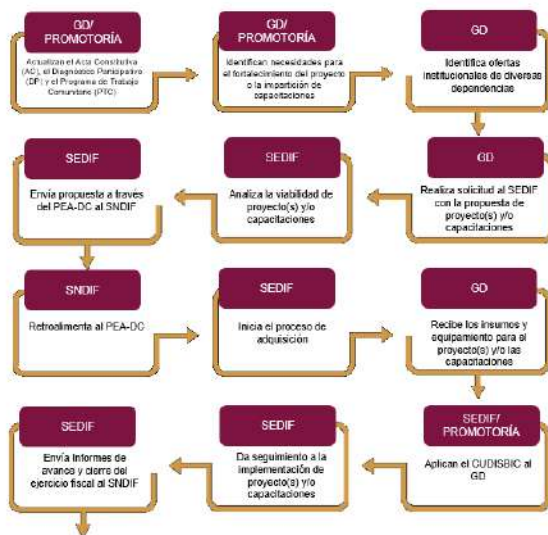 GD/
PROMOTORÍA
Actualizan el Acta Constitutiva
(AC), el Diagnóstico Participativo
(DP) y el Programa de Trabajo
Comunitario (PTC)
GD/
PROMOTORÍA
Identifican necesidades para el
fortalecimiento del proyecto
o la impartición de
capacitaciones
GD
Identifica ofertas
institucionales de diversas
dependencias
GD
Realiza solicitud al SEDIF
con la propuesta de
proyecto(s) y/o
capacitaciones
SEDIF
Analiza la viabilidad de
proyecto(s) y/o
capacitaciones
SEDIF
Envía propuesta a través
del PEA-DC al SNDIF
SNDIF
Retroalimenta al PEA-DC
SEDIF
Inicia el proceso de
adquisición
GD
Recibe los insumos y
equipamiento para el
proyecto(s) y/o las
capacitaciones
SEDIF/
PROMOTORÍA
Aplican el CUDISBIC al
GD
SEDIF
Da seguimiento a la
implementación de
proyecto(s) y/o
capacitaciones
SEDIF
Envía Informes de
avance y cierre del
ejercicio fiscal al SNDIF